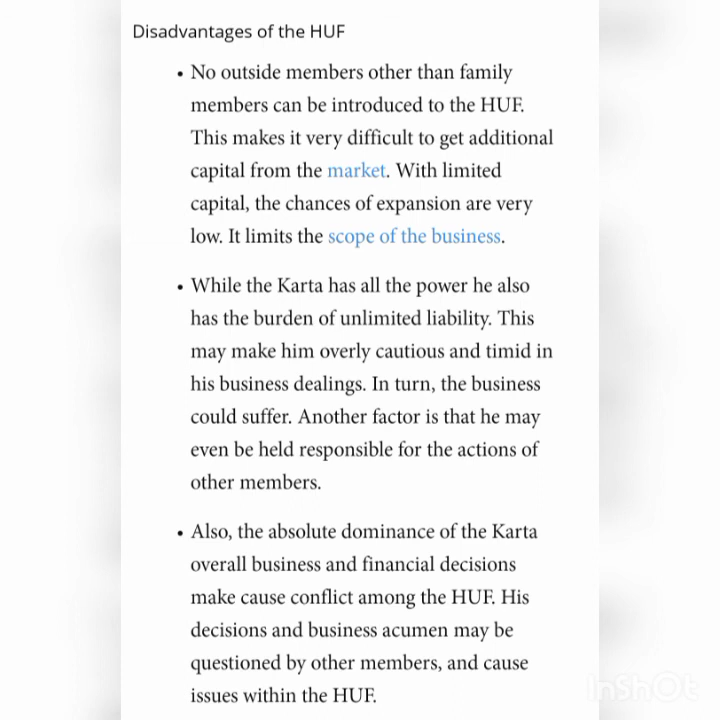 Disadvantages of the HUF
• No outside members other than family
members can be introduced to the HUF.
This makes it very difficult to get additional
capital from the market. With limited
capital, the chances of expansion are very
low. It limits the scope of the business.
• While the Karta has all the power he also
has the burden of unlimited liability. This
may make him overly cautious and timid in
his business dealings. In turn, the business
could suffer. Another factor is that he may
even be held responsible for the actions of
other members.
• Also, the absolute dominance of the Karta
overall business and financial decisions
make cause conflict among the HUF. His
decisions and business acumen may be
questioned by other members, and cause
issues within the HUF.
InShOt